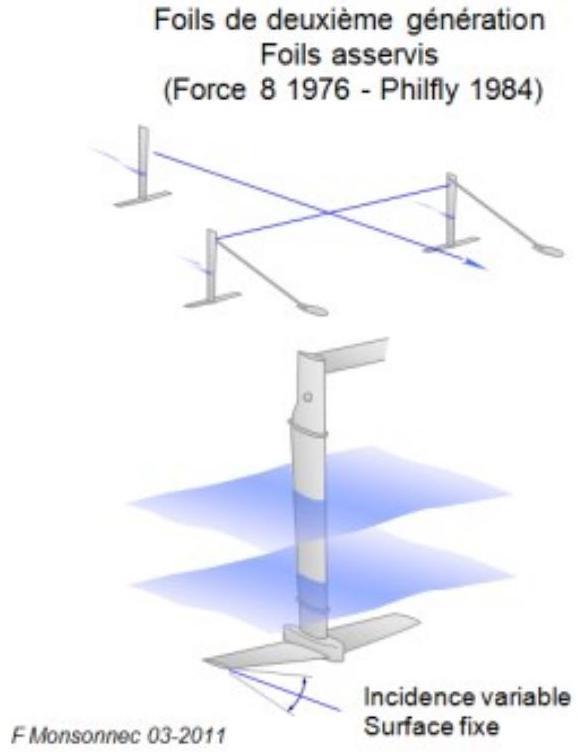 Foils de deuxième génération
Foils asservis
(Force 8 1976 - Philfly 1984)
Incidence variable
Surface fixe
F Monsonnec 03-2011